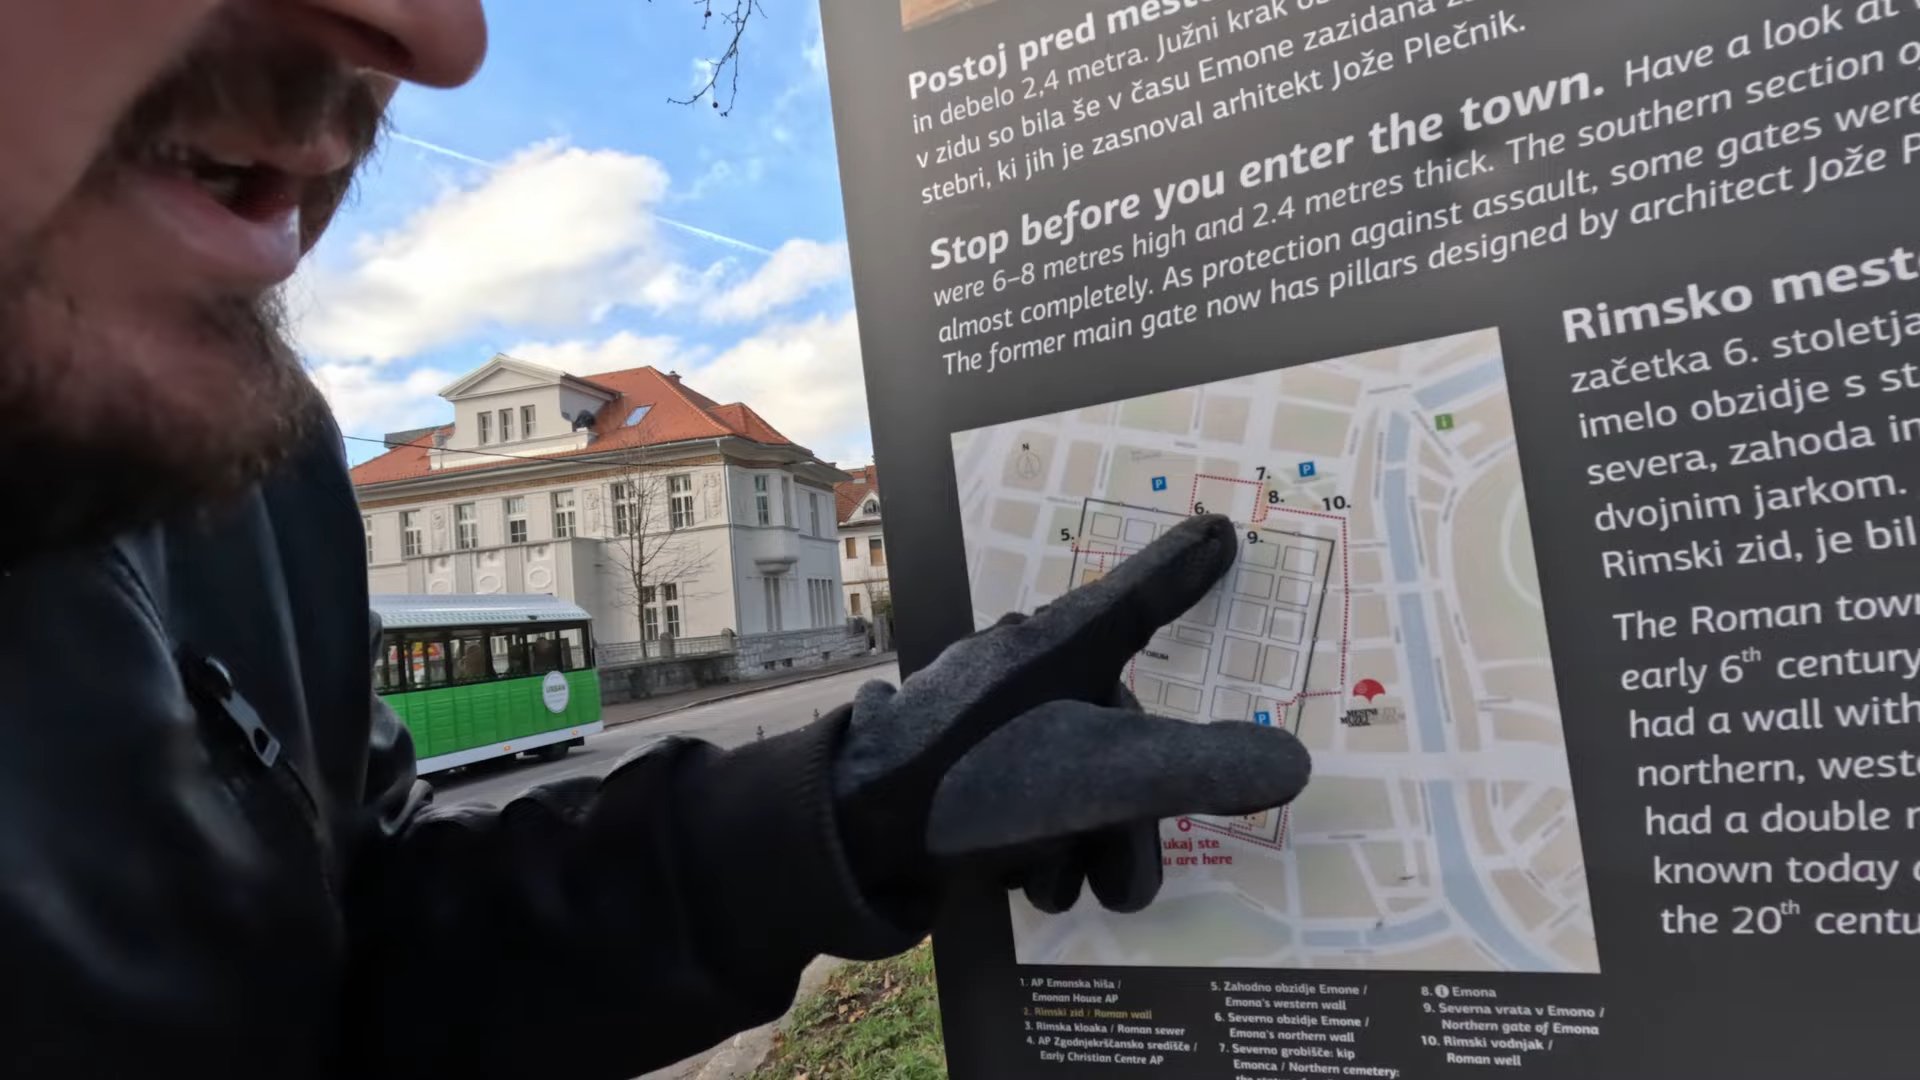 Postoj pred
in debelo 2,4 metra. Južni krak
v zidu so bila še v času Emone zazidana
stebri, ki jih je zasnoval arhitekt Jože Plečnik.
Stop before you enter the town. Have a look at
were 6–8 metres high and 2.4 metres thick. The southern section
almost completely. As protection against assault, some gates were
The former main gate now has pillars designed by architect Jože
Rimsko
začetka 6. stoletja
imelo obzidje s
severa, zahoda in
dvojnim jarkom.
Rimski zid, je bil
The Roman
early 6th century
had a wall with
northern,
had a double
known today
the 20th
N
P
P
i
7.
8.
10.
6.
9.
5.
FORUM
P
MESTNI
MUZEJ
ste
are here
URBAN
1. AP Emonska hiša /
Emonan House AP
2. Rimski zid / Roman wall
3. Rimska kloaka / Roman sewer
4. AP Zgodnjekrščansko središče /
Early Christian Centre AP
5. Zahodno obzidje Emone /
Emona's western wall
6. Severno obzidje Emone /
Emona's northern wall
7. Severno grobišče: kip
Emonca / Northern cemetery:
8. i Emona
9. Severna vrata v Emono /
Northern gate of Emona
10. Rimski vodnjak /
Roman well